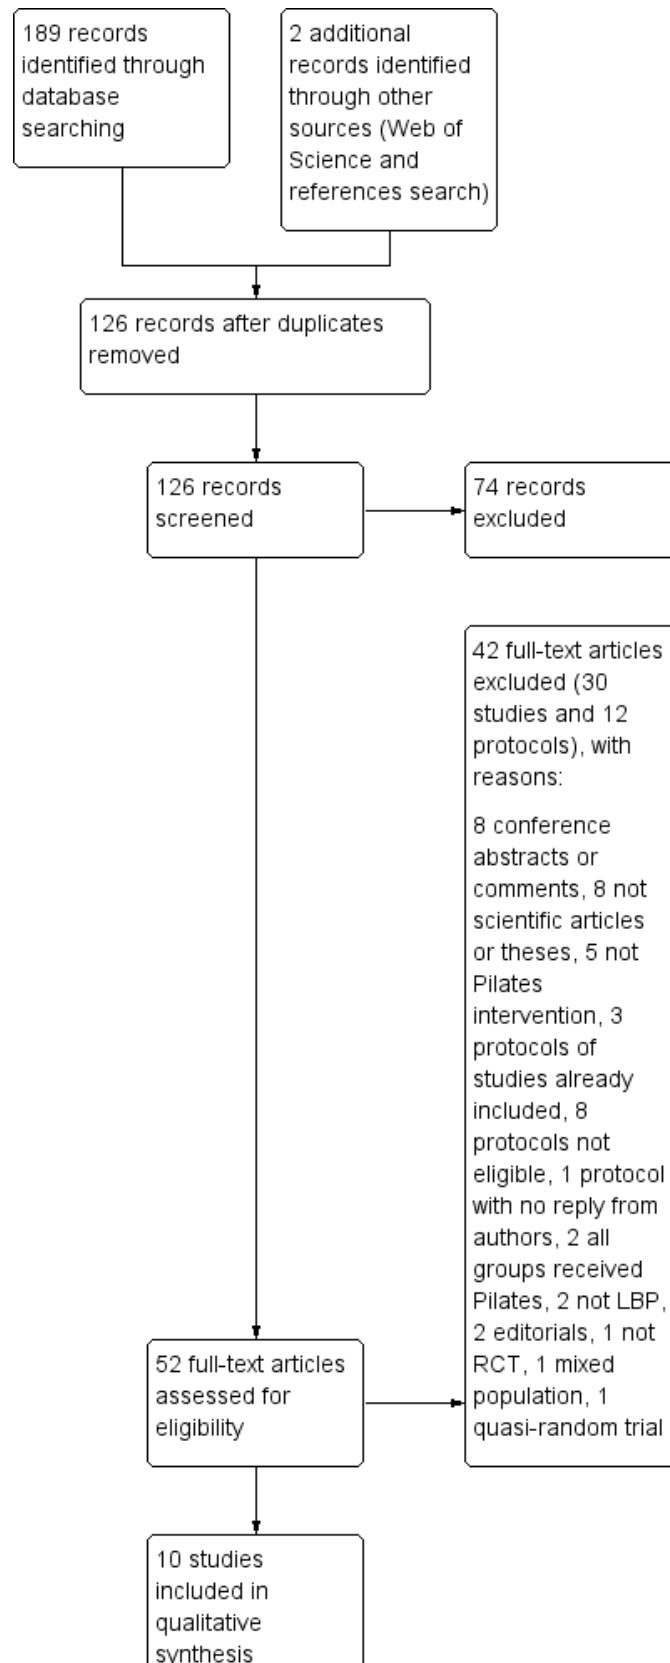 189 records
identified through
database
searching
2 additional
records identified
through other
sources (Web of
Science and
references search)
126 records after duplicates
removed
126 records
screened
74 records
excluded
42 full-text articles
excluded (30
studies and 12
protocols), with
reasons:
8 conference
abstracts or
comments, 8 not
scientific articles
or theses, 5 not
Pilates
intervention, 3
protocols of
studies already
included, 8
protocols not
eligible, 1 protocol
with no reply from
authors, 2 all
groups received
Pilates, 2 not LBP,
2 editorials, 1 not
RCT, 1 mixed
population, 1
quasi-random trial
52 full-text articles
assessed for
eligibility
10 studies
included in
qualitative
synthesis